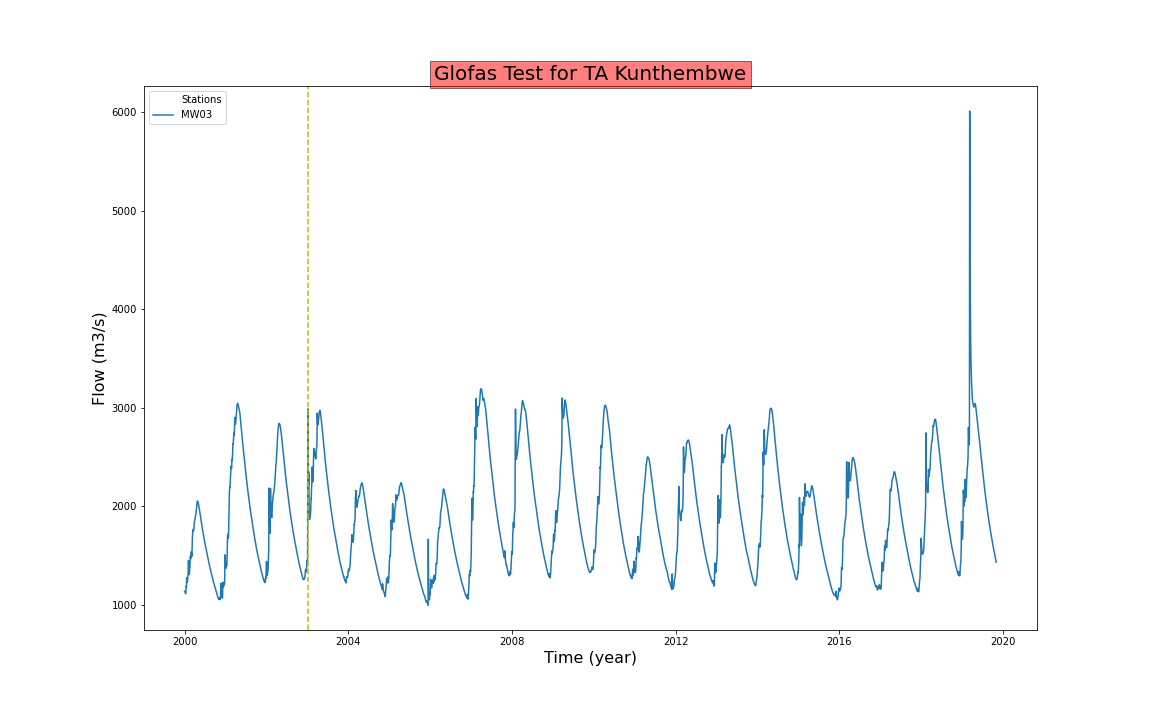 Glofas Test for TA Kunthembwe
Stations
MW03
6000
5000
4000
3000
2000
1000
Flow (m3/s)
2000 2004 2008 2012 2016 2020
Time (year)